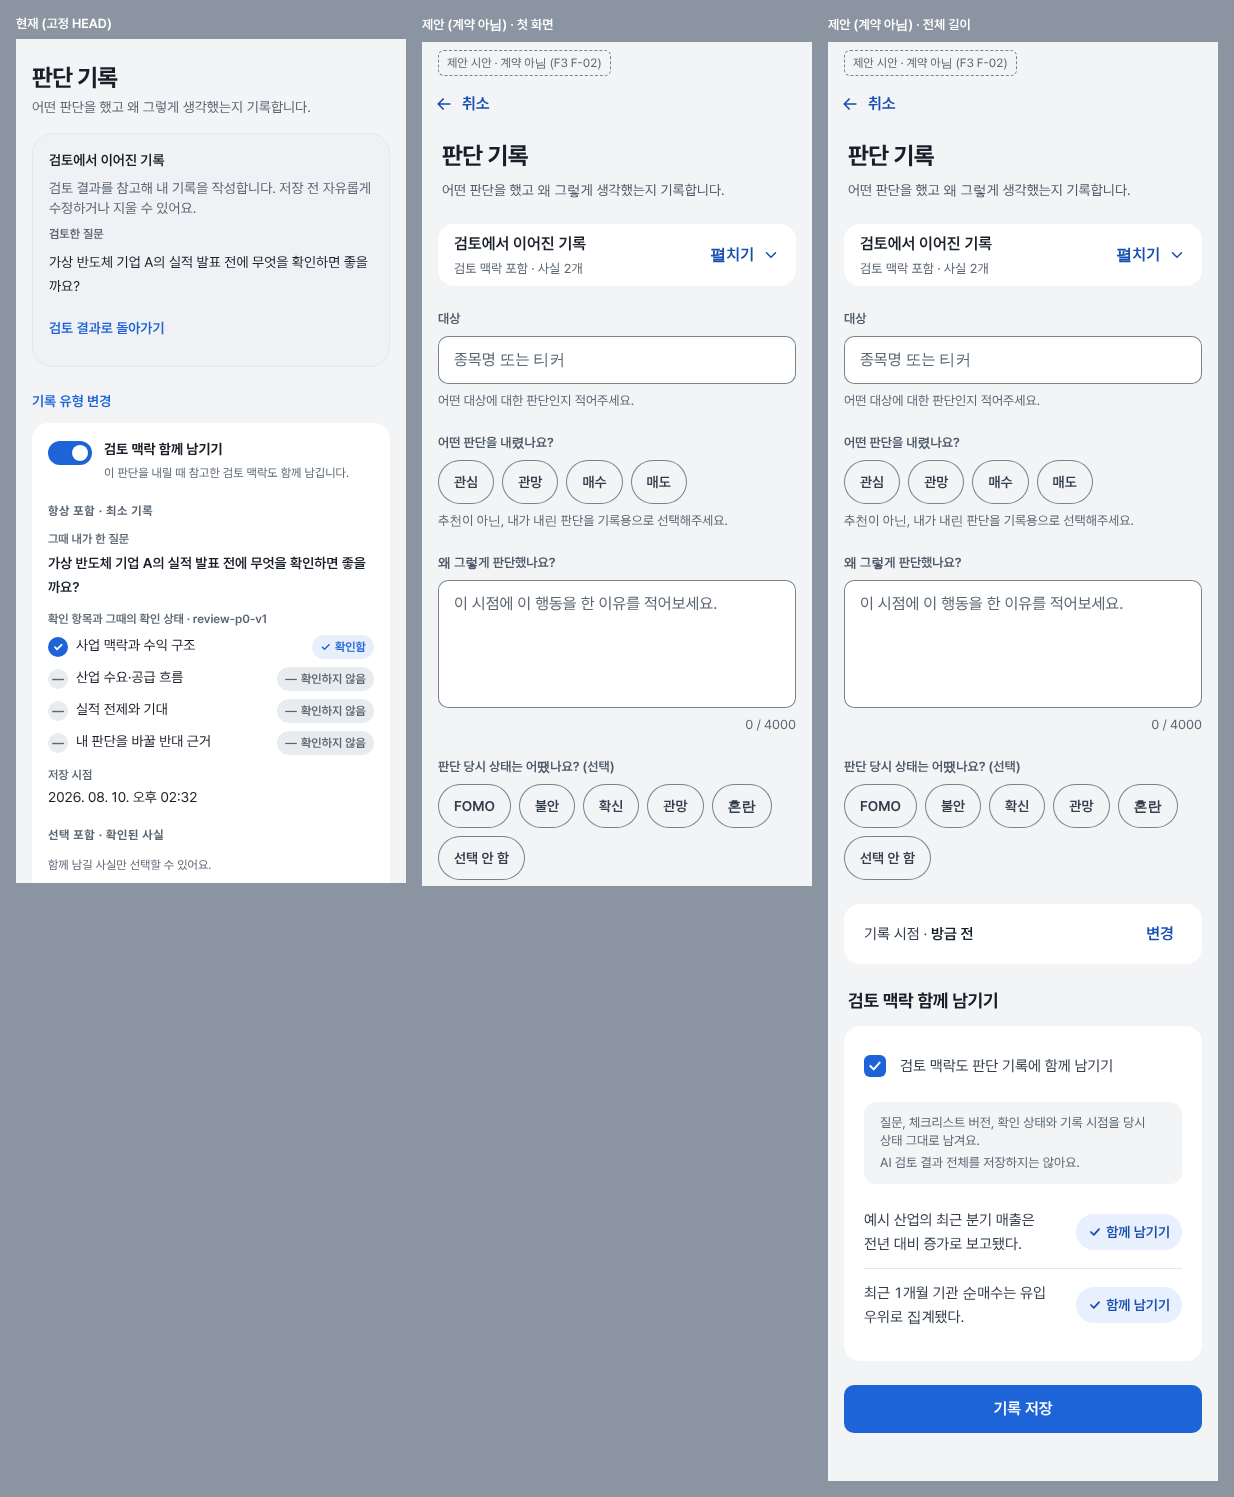 현재 (고정 HEAD)
판단 기록
어떤 판단을 했고 왜 그렇게 생각했는지 기록합니다.
검토에서 이어진 기록
검토 결과를 참고해 내 기록을 작성합니다. 저장 전 자유롭게
수정하거나 지울 수 있어요.
검토한 질문
가상 반도체 기업 A의 실적 발표 전에 무엇을 확인하면 좋을
까요?
검토 결과로 돌아가기
기록 유형 변경
검토 맥락 함께 남기기
이 판단을 내릴 때 참고한 검토 맥락도 함께 남깁니다.
항상 포함 · 최소 기록
그때 내가 한 질문
가상 반도체 기업 A의 실적 발표 전에 무엇을 확인하면 좋을
까요?
확인 항목과 그때의 확인 상태 · review-p0-v1
사업 맥락과 수익 구조
확인함
산업 수요·공급 흐름
— 확인하지 않음
실적 전제와 기대
— 확인하지 않음
내 판단을 바꿀 반대 근거
— 확인하지 않음
저장 시점
2026. 08. 10. 오후 02:32
선택 포함 · 확인된 사실
함께 남길 사실만 선택할 수 있어요.
제안 (계약 아님) · 첫 화면
제안 시안 · 계약 아님 (F3 F-02)
← 취소
판단 기록
어떤 판단을 했고 왜 그렇게 생각했는지 기록합니다.
검토에서 이어진 기록
검토 맥락 포함 · 사실 2개
펼치기
대상
종목명 또는 티커
어떤 대상에 대한 판단인지 적어주세요.
어떤 판단을 내렸나요?
관심
관망
매수
매도
추천이 아닌, 내가 내린 판단을 기록용으로 선택해주세요.
왜 그렇게 판단했나요?
이 시점에 이 행동을 한 이유를 적어보세요.
0 / 4000
판단 당시 상태는 어땠나요? (선택)
FOMO
불안
확신
관망
혼란
선택 안 함
제안 (계약 아님) · 전체 길이
제안 시안 · 계약 아님 (F3 F-02)
← 취소
판단 기록
어떤 판단을 했고 왜 그렇게 생각했는지 기록합니다.
검토에서 이어진 기록
검토 맥락 포함 · 사실 2개
펼치기
대상
종목명 또는 티커
어떤 대상에 대한 판단인지 적어주세요.
어떤 판단을 내렸나요?
관심
관망
매수
매도
추천이 아닌, 내가 내린 판단을 기록용으로 선택해주세요.
왜 그렇게 판단했나요?
이 시점에 이 행동을 한 이유를 적어보세요.
0 / 4000
판단 당시 상태는 어땠나요? (선택)
FOMO
불안
확신
관망
혼란
선택 안 함
기록 시점 · 방금 전
변경
검토 맥락 함께 남기기
검토 맥락도 판단 기록에 함께 남기기
질문, 체크리스트 버전, 확인 상태와 기록 시점을 당시
상태 그대로 남겨요.
AI 검토 결과 전체를 저장하지는 않아요.
예시 산업의 최근 분기 매출은
전년 대비 증가로 보고됐다.
함께 남기기
최근 1개월 기관 순매수는 유입
우위로 집계됐다.
함께 남기기
기록 저장